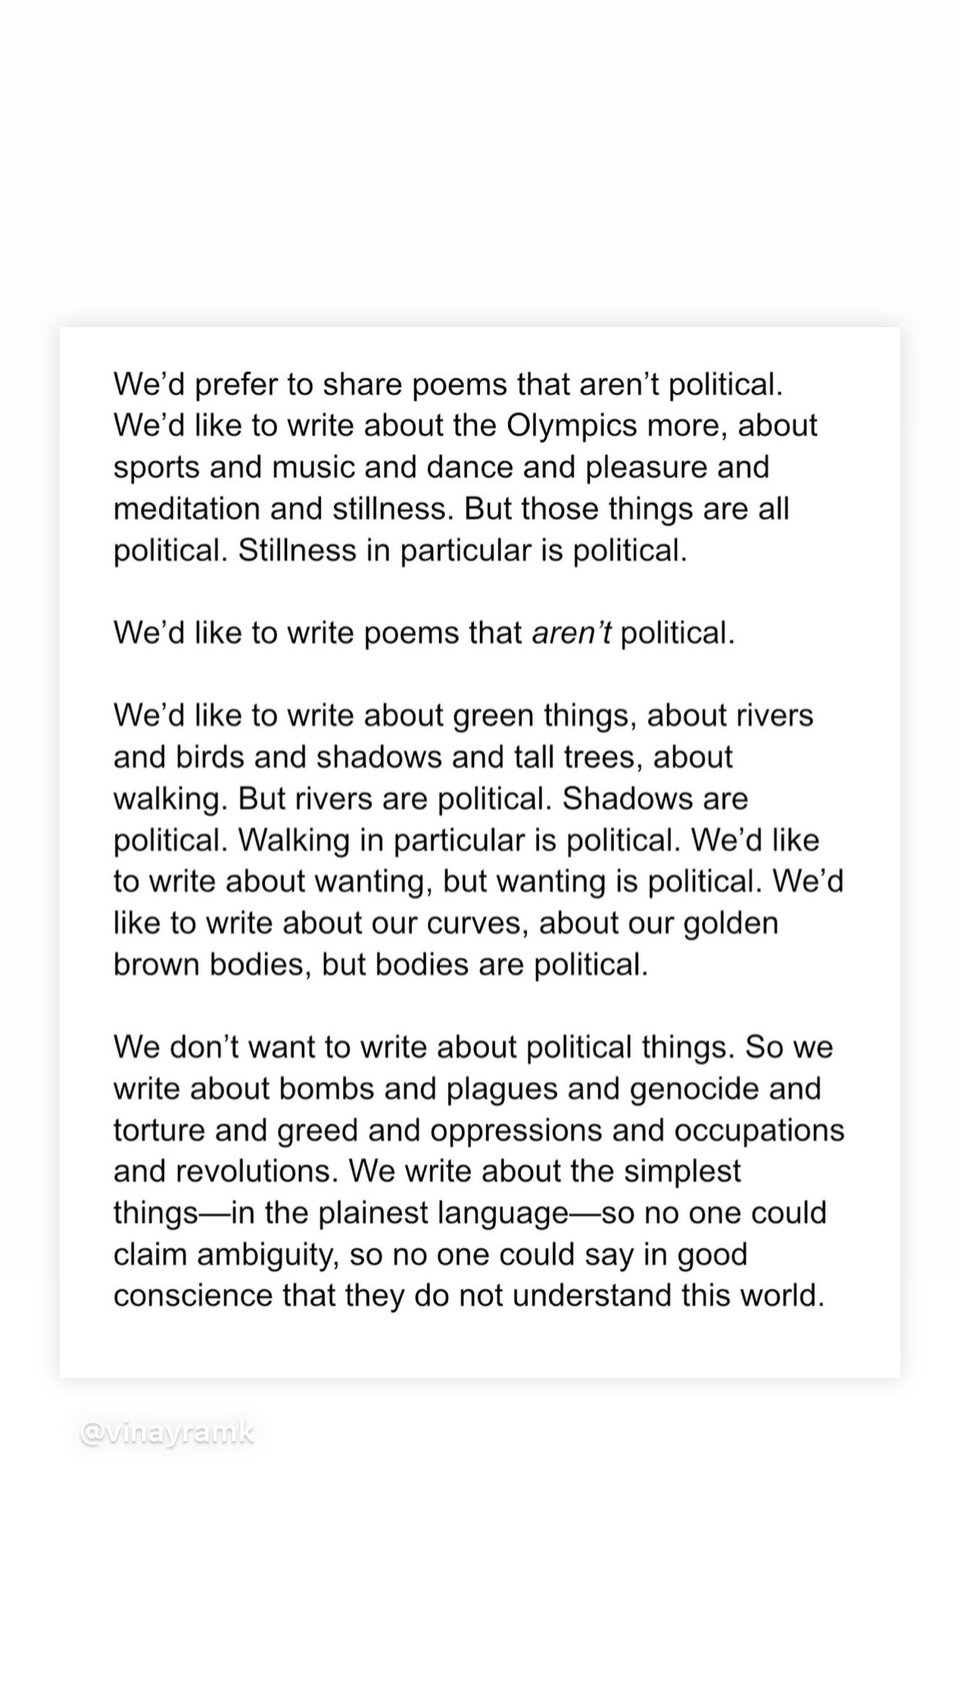 We’d prefer to share poems that aren’t political.
We’d like to write about the Olympics more, about
sports and music and dance and pleasure and
meditation and stillness. But those things are all
political. Stillness in particular is political.
We’d like to write poems that aren’t political.
We’d like to write about green things, about rivers
and birds and shadows and tall trees, about
walking. But rivers are political. Shadows are
political. Walking in particular is political. We’d like
to write about wanting, but wanting is political. We’d
like to write about our curves, about our golden
brown bodies, but bodies are political.
We don’t want to write about political things. So we
write about bombs and plagues and genocide and
torture and greed and oppressions and occupations
and revolutions. We write about the simplest
things—in the plainest language—so no one could
claim ambiguity, so no one could say in good
conscience that they do not understand this world.
@vinayramk